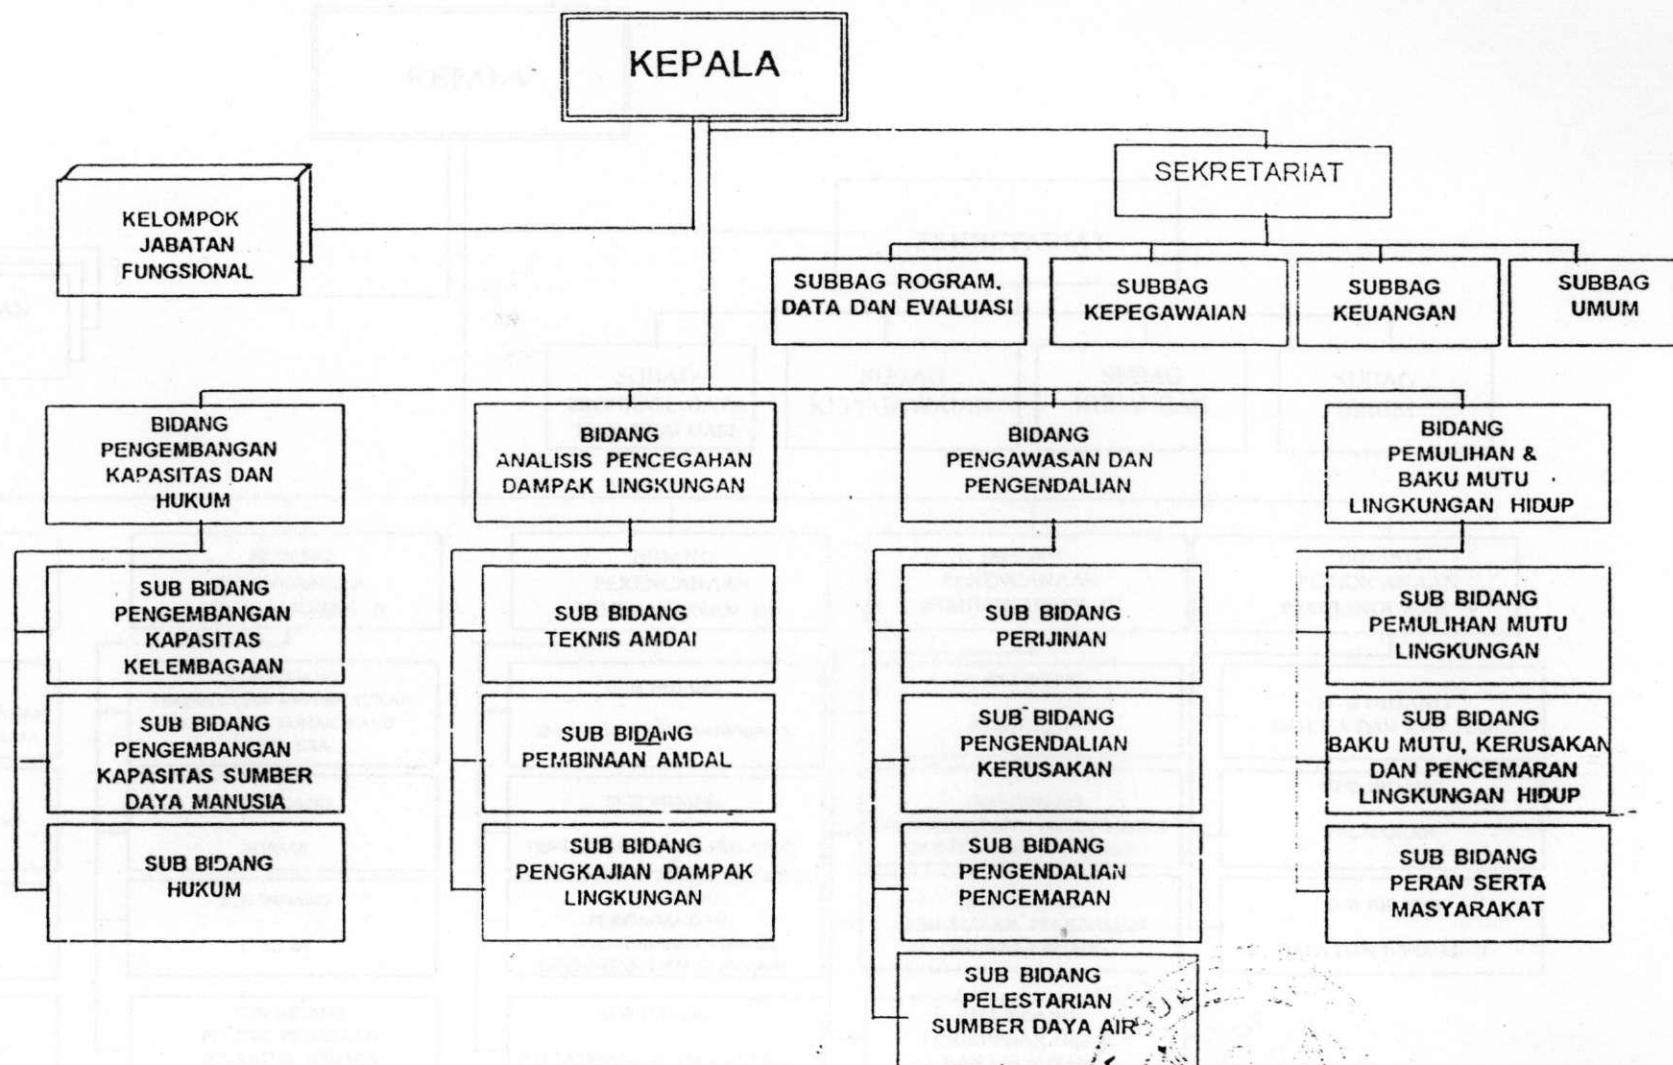 KEPALA
SEKRETARIAT
KELOMPOK
JABATAN
FUNGSIONAL
SUBBAG ROGRAM,
DATA DAN EVALUASI
SUBBAG
KEPEGAWAIAN
SUBBAG
KEUANGAN
SUBBAG
UMUM
BIDANG
PENGEMBANGAN
KAPASITAS DAN
HUKUM
BIDANG
ANALISIS PENCEGAHAN
DAMPAK LINGKUNGAN
BIDANG
PENGAWASAN DAN
PENGENDALIAN
BIDANG
PEMULIHAN &
BAKU MUTU
LINGKUNGAN HIDUP
SUB BIDANG
PENGEMBANGAN
KAPASITAS
KELEMBAGAAN
SUB BIDANG
PENGEMBANGAN
KAPASITAS SUMBER
DAYA MANUSIA
SUB BIDANG
HUKUM
SUB BIDANG
TEKNIS AMDAI
SUB BIDANG
PEMBINAAN AMDAL
SUB BIDANG
PENGKAJIAN DAMPAK
LINGKUNGAN
SUB BIDANG
PERIJINAN
SUB BIDANG
PENGENDALIAN
KERUSAKAN
SUB BIDANG
PENGENDALIAN
PENCEMARAN
SUB BIDANG
PELESTARIAN
SUMBER DAYA AIR
SUB BIDANG
PEMULIHAN MUTU
LINGKUNGAN
SUB BIDANG
BAKU MUTU, KERUSAKAN
DAN PENCEMARAN
LINGKUNGAN HIDUP
SUB BIDANG
PERAN SERTA
MASYARAKAT